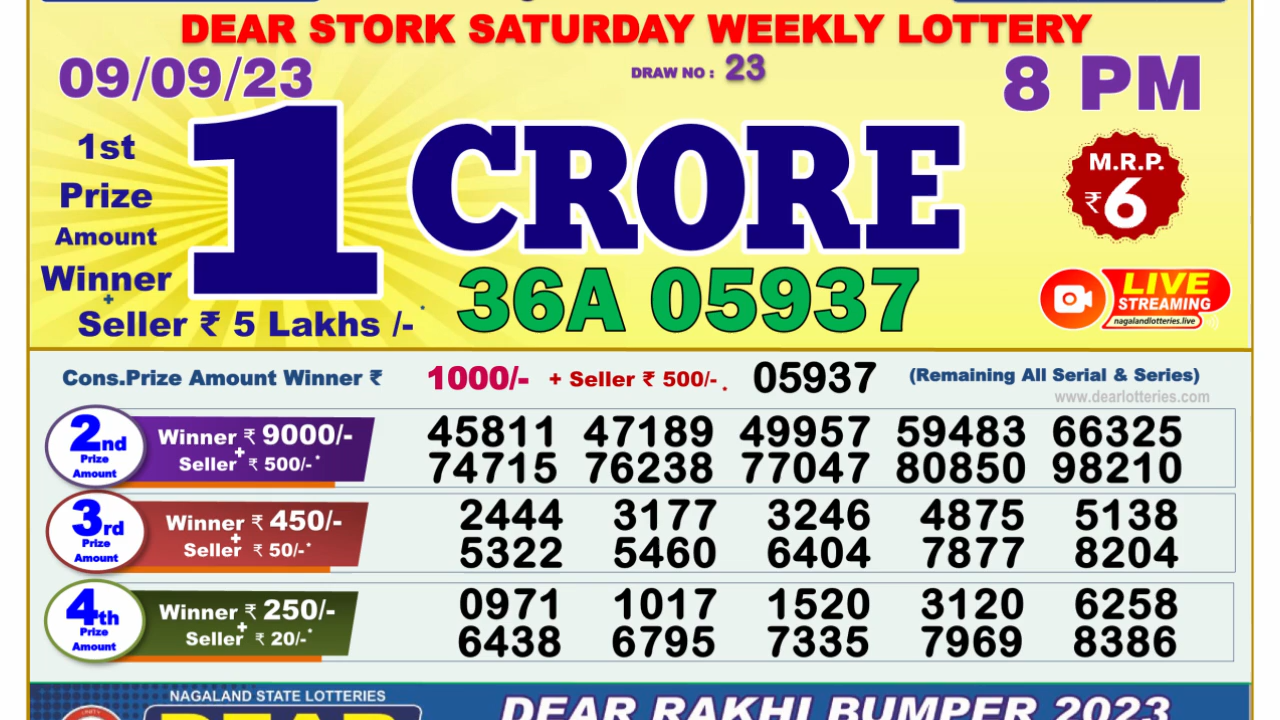 DEAR STORK SATURDAY WEEKLY LOTTERY
09/09/23
DRAW NO : 23
8 PM
1st
Prize
Amount
Winner
+
Seller ₹ 5 Lakhs /- *
1 CRORE
36A 05937
M.R.P.
₹ 6
LIVE
STREAMING
nagalandlotteries.live
Cons.Prize Amount Winner ₹ 1000/- + Seller ₹ 500/- . 05937 (Remaining All Serial & Series)
www.dearlotteries.com
2nd
Prize
Amount
Winner ₹ 9000/-
+
Seller ₹ 500/-*
45811 47189 49957 59483 66325
74715 76238 77047 80850 98210
3rd
Prize
Amount
Winner ₹ 450/-
+
Seller ₹ 50/-*
2444 3177 3246 4875 5138
5322 5460 6404 7877 8204
4th
Prize
Amount
Winner ₹ 250/-
+
Seller ₹ 20/-*
0971 1017 1520 3120 6258
6438 6795 7335 7969 8386
NAGALAND STATE LOTTERIES
DEAR
DEAR RAKHI BUMPER 2023